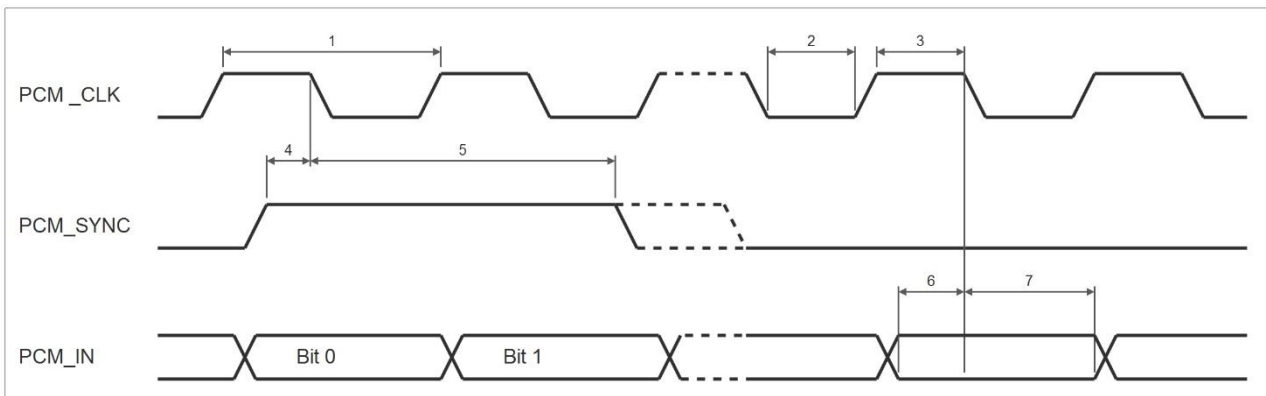 1 2 3
PCM _CLK
4 5
PCM_SYNC
6 7
PCM_IN Bit 0 Bit 1